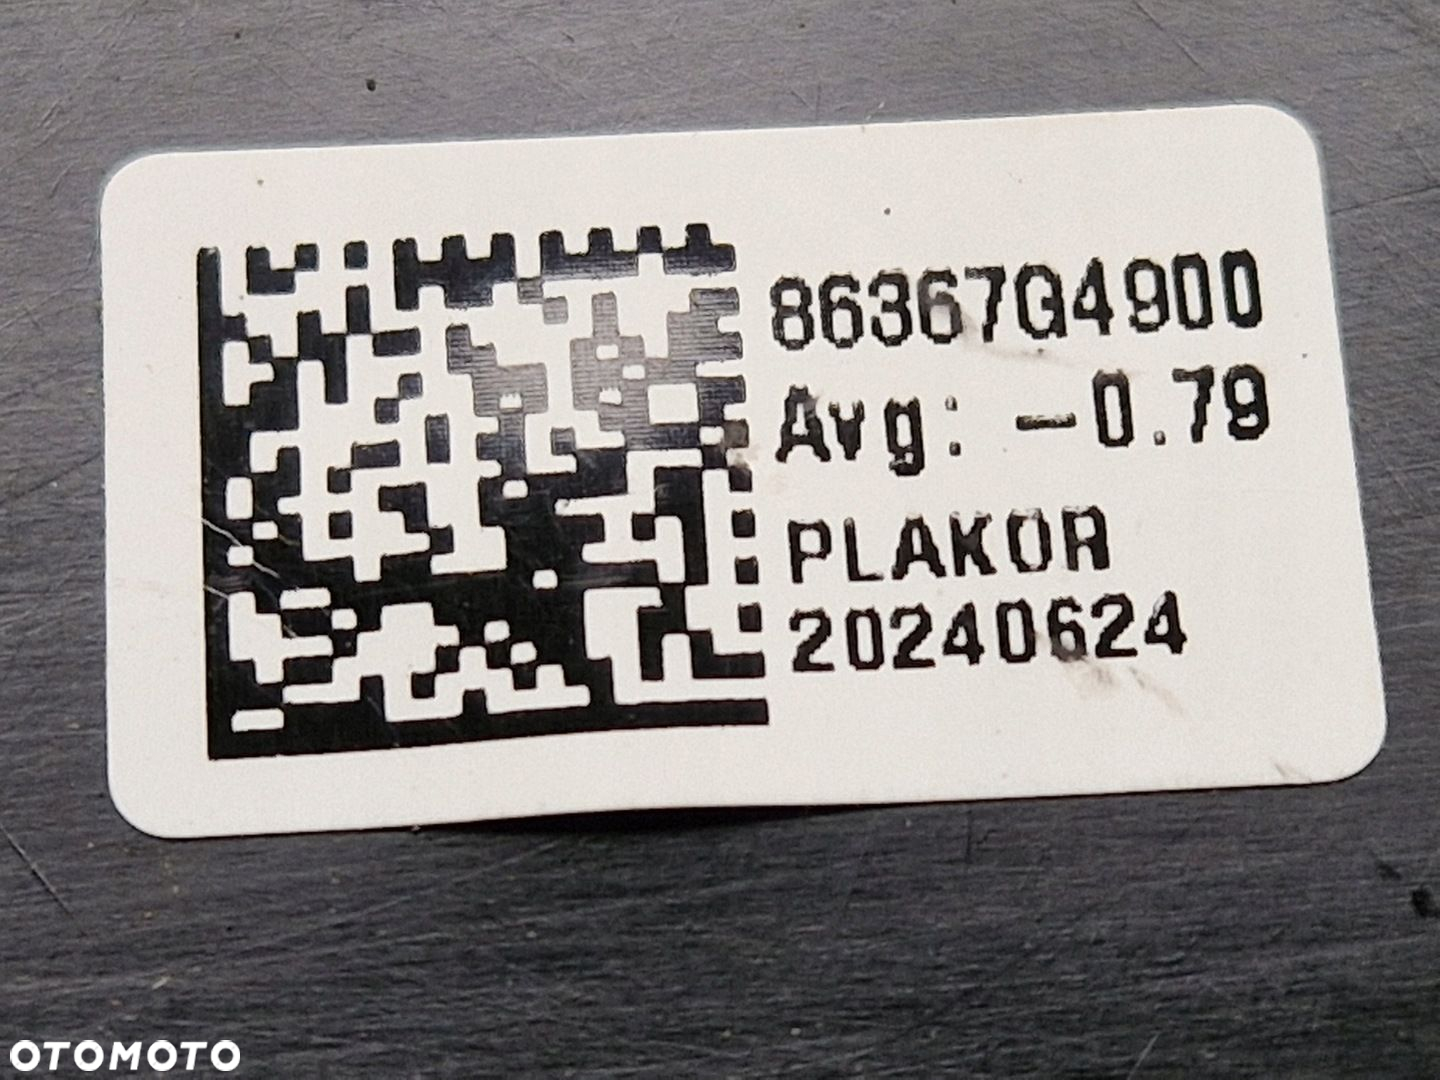 86367G4900
Avg: -0.79
PLAKOR
20240624
OTOMOTO